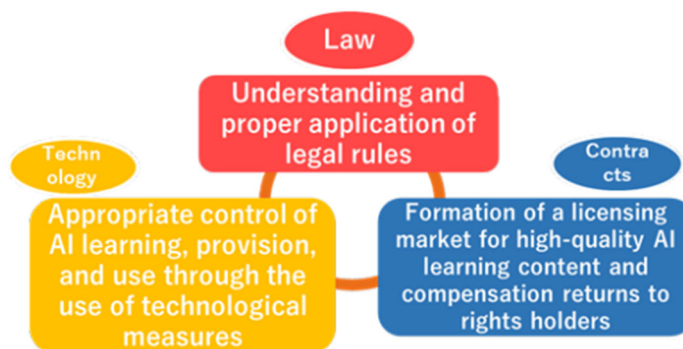 Law
Understanding and
proper application of
legal rules
Techn
ology
Appropriate control of
AI learning, provision,
and use through the
use of technological
measures
Contra
cts
Formation of a licensing
market for high-quality AI
learning content and
compensation returns to
rights holders